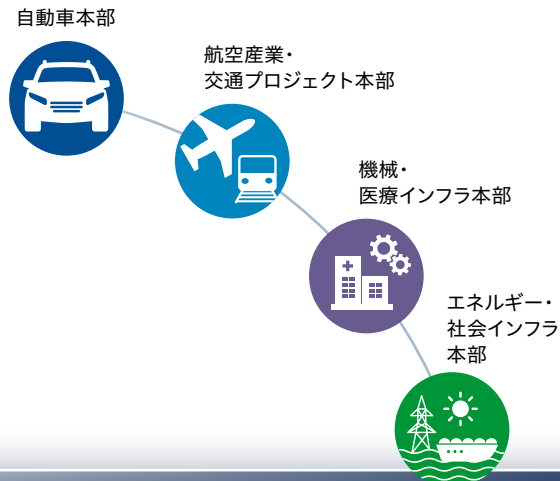 自動車本部
航空産業・
交通プロジェクト本部
機械・
医療インフラ本部
エネルギー・
社会インフラ
本部